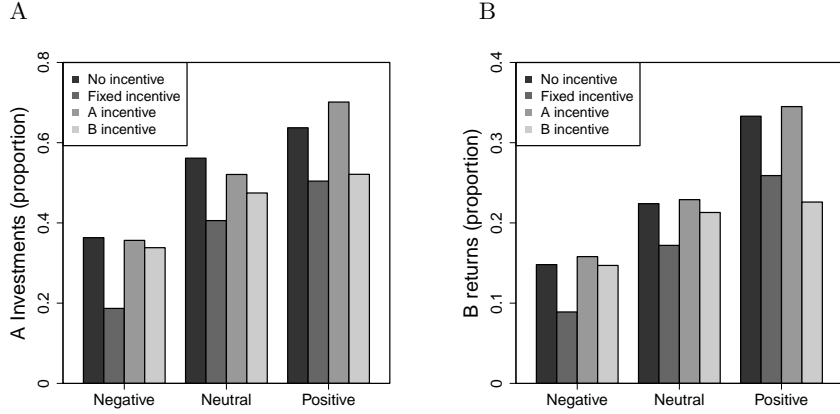 A
A Investments (proportion)
0.8
0.6
0.4
0.2
0
No incentive
Fixed incentive
A incentive
B incentive
Negative
Neutral
Positive
B
B returns (proportion)
0.4
0.3
0.2
0.1
0
No incentive
Fixed incentive
A incentive
B incentive
Negative
Neutral
Positive